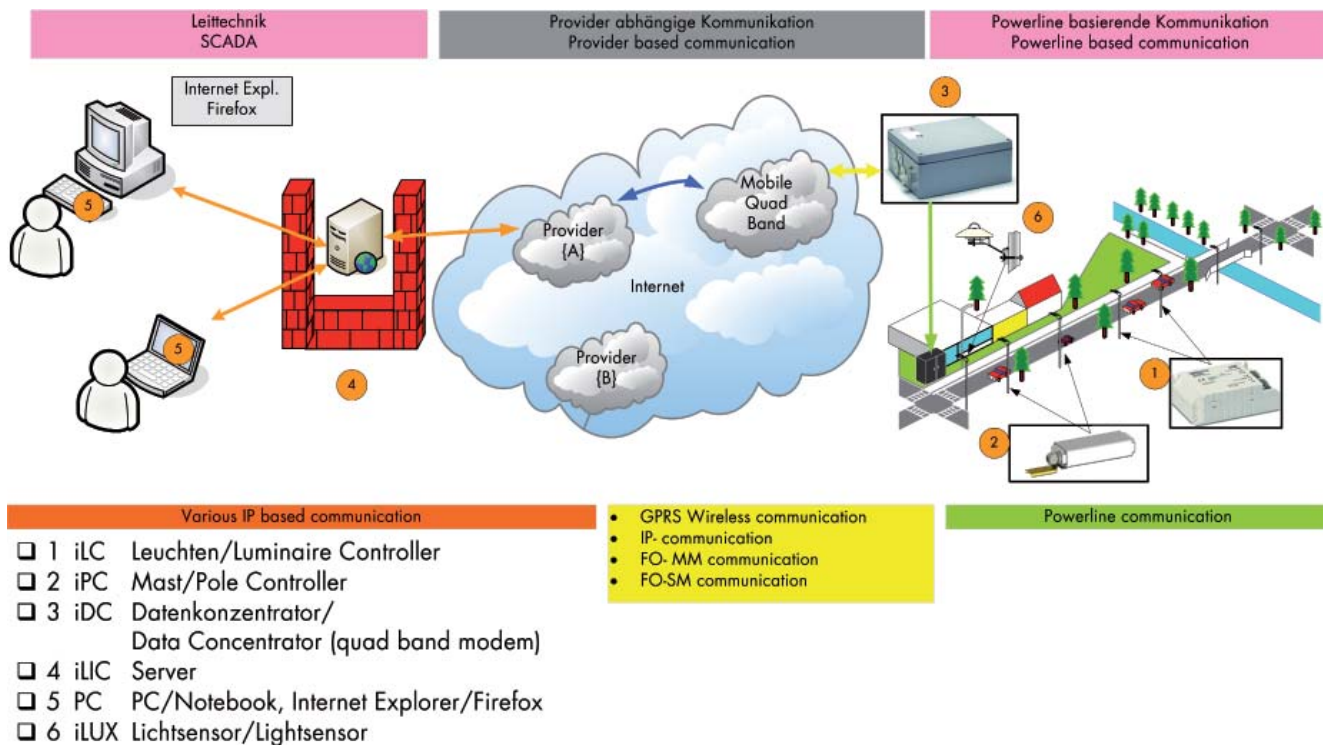 Leittechnik
SCADA
Provider abhängige Kommunikation
Provider based communication
Powerline basierende Kommunikation
Powerline based communication
Internet Expl.
Firefox
3
Mobile
Quad
Band
5
6
Provider
{A}
Internet
5
4
Provider
{B}
1
2
Various IP based communication
• GPRS Wireless communication
• IP- communication
• FO- MM communication
• FO-SM communication
Powerline communication
❑ 1 iLC Leuchten/Luminaire Controller
❑ 2 iPC Mast/Pole Controller
❑ 3 iDC Datenkonzentrator/
Data Concentrator (quad band modem)
❑ 4 iLIC Server
❑ 5 PC PC/Notebook, Internet Explorer/Firefox
❑ 6 iLUX Lichtsensor/Lightsensor